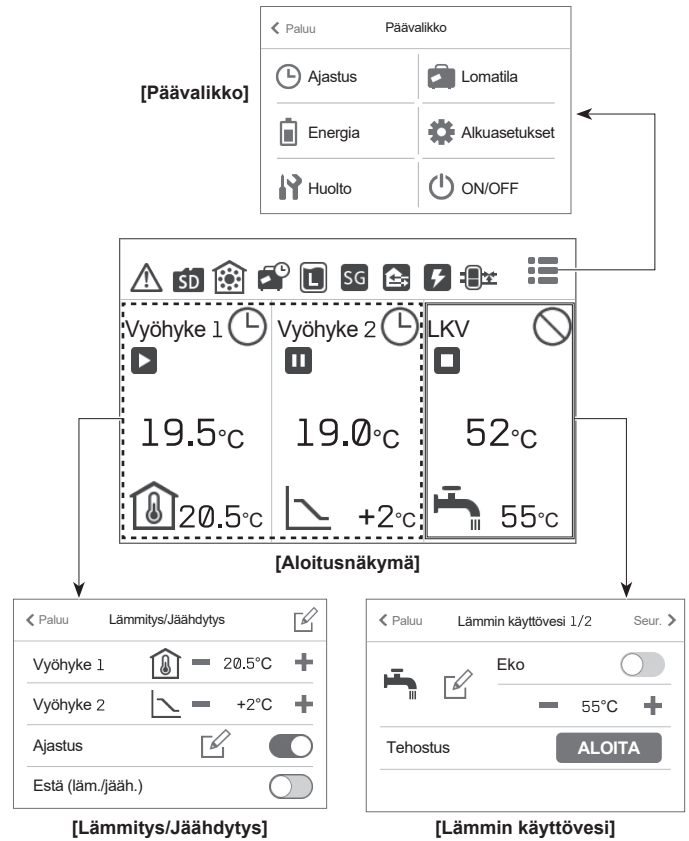 Paluu Päävalikko
[Päävalikko]
Ajastus Lomatila
Energia Alkuasetukset
Huolto ON/OFF
SD L SG
Vyöhyke 1 Vyöhyke 2 LKV
19.5°C 19.0°C 52°C
20.5°C +2°C 55°C
[Aloitusnäkymä]
Paluu Lämmitys/Jäähdytys
Vyöhyke 1 20.5°C
Vyöhyke 2 +2°C
Ajastus
Estä (läm./jääh.)
[Lämmitys/Jäähdytys]
Paluu Lämmin käyttövesi 1/2 Seur.
Eko
55°C
Tehostus ALOITA
[Lämmin käyttövesi]